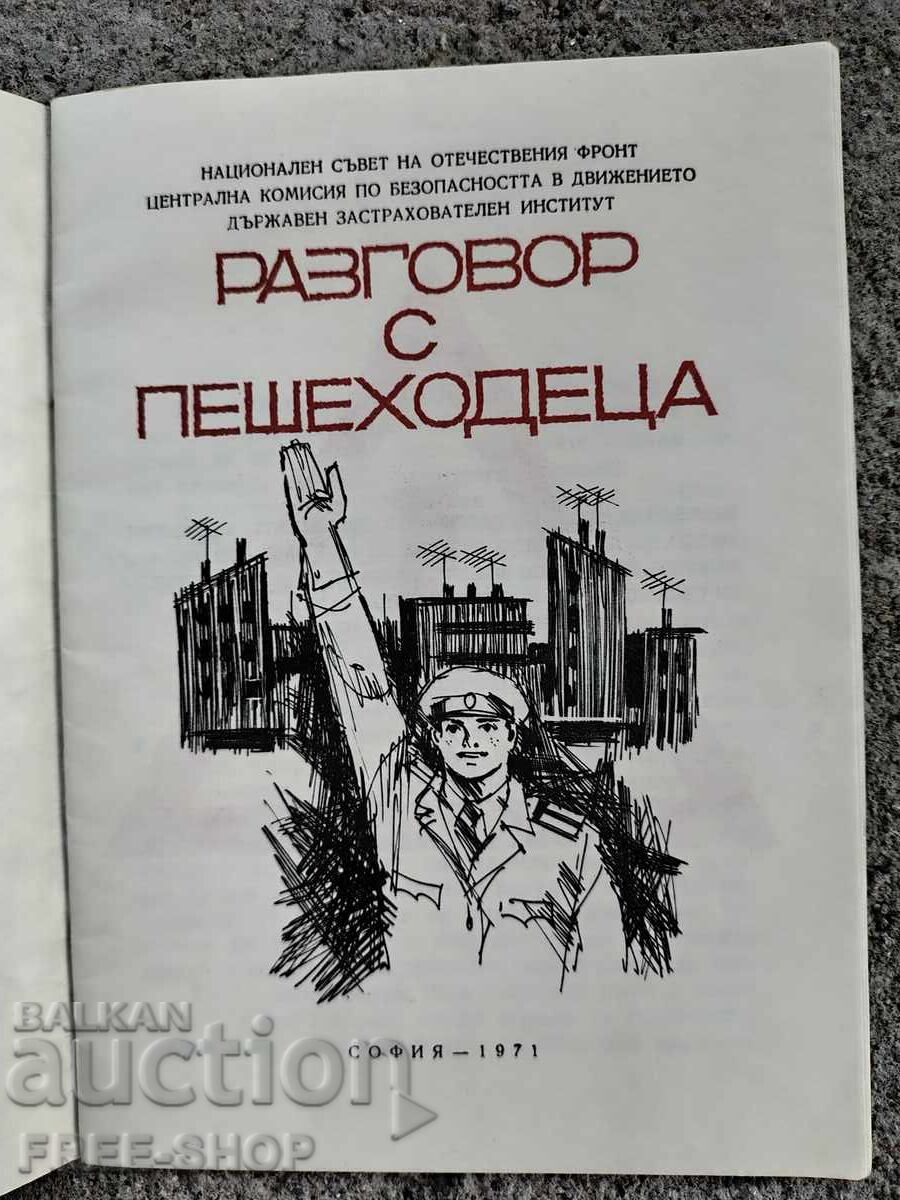 НАЦИОНАЛЕН СЪВЕТ НА ОТЕЧЕСТВЕНИЯ ФРОНТ
ЦЕНТРАЛНА КОМИСИЯ ПО БЕЗОПАСНОСТТА В ДВИЖЕНИЕТО
ДЪРЖАВЕН ЗАСТРАХОВАТЕЛЕН ИНСТИТУТ
РАЗГОВОР
С
ПЕШЕХОДЕЦА
СОФИЯ — 1971
BALKAN
auction
FREE-SHOP